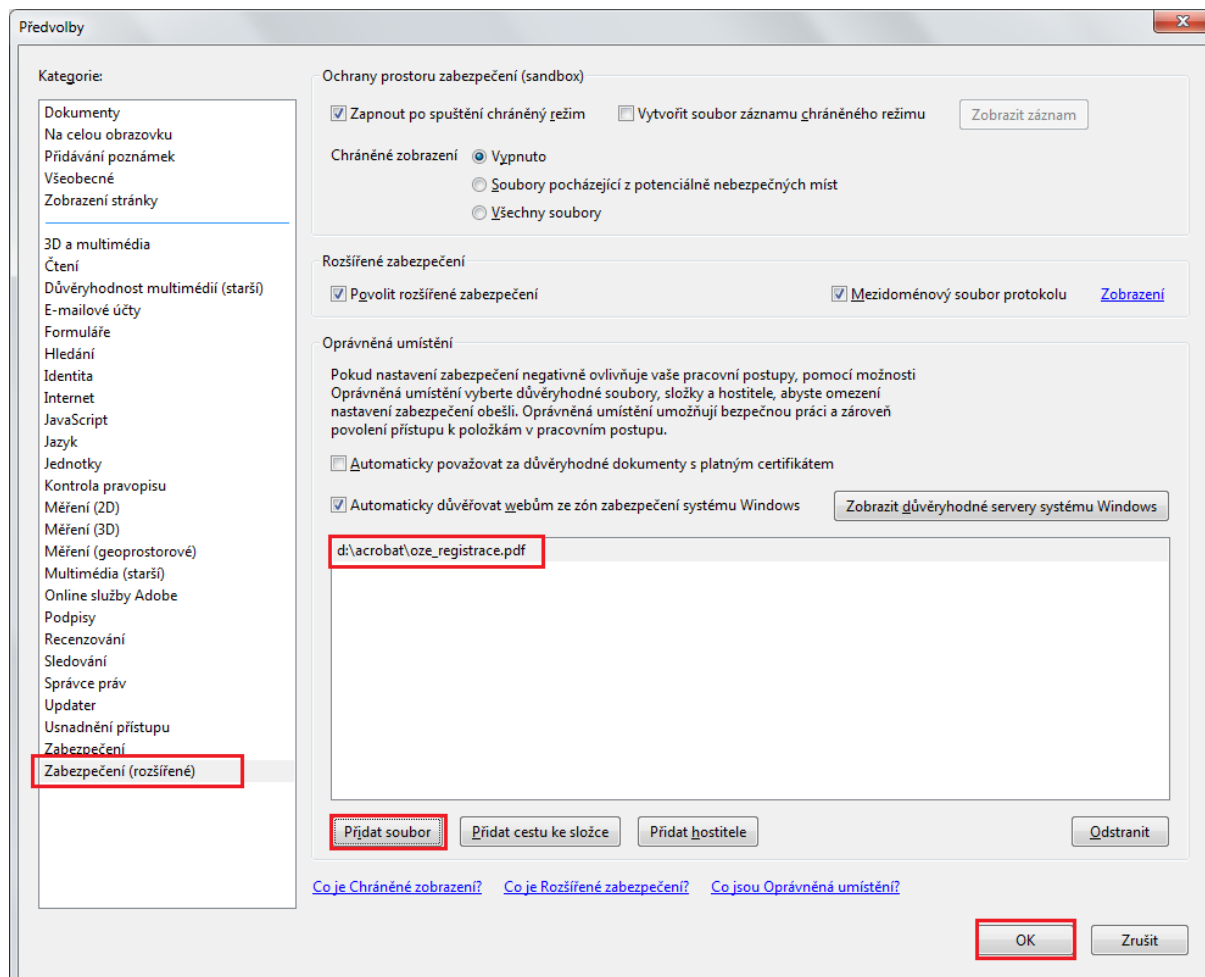 Předvolby
Kategorie:
Dokumenty
Na celou obrazovku
Přidávání poznámek
Všeobecné
Zobrazení stránky
3D a multimédia
Čtení
Důvěryhodnost multimédií (starší)
E-mailové účty
Formuláře
Hledání
Identita
Internet
JavaScript
Jazyk
Jednotky
Kontrola pravopisu
Měření (2D)
Měření (3D)
Měření (geoprostorové)
Multimédia (starší)
Online služby Adobe
Podpisy
Recenzování
Sledování
Správce práv
Updater
Usnadnění přístupu
Zabezpečení
Zabezpečení (rozšířené)
Ochrany prostoru zabezpečení (sandbox)
Zapnout po spuštění chráněný režim Vytvořit soubor záznamu chráněného režimu Zobrazit záznam
Chráněné zobrazení Vypnuto
Soubory pocházející z potenciálně nebezpečných míst
Všechny soubory
Rozšířené zabezpečení
Povolit rozšířené zabezpečení Mezidoménový soubor protokolu Zobrazení
Oprávněná umístění
Pokud nastavení zabezpečení negativně ovlivňuje vaše pracovní postupy, pomocí možnosti
Oprávněná umístění vyberte důvěryhodné soubory, složky a hostitele, abyste omezení
nastavení zabezpečení obešli. Oprávněná umístění umožňují bezpečnou práci a zároveň
povolení přístupu k položkám v pracovním postupu.
Automaticky považovat za důvěryhodné dokumenty s platným certifikátem
Automaticky důvěřovat webům ze zón zabezpečení systému Windows Zobrazit důvěryhodné servery systému Windows
d:\acrobat\oze_registrace.pdf
Přidat soubor Přidat cestu ke složce Přidat hostitele Odstranit
Co je Chráněné zobrazení? Co je Rozšířené zabezpečení? Co jsou Oprávněná umístění?
OK Zrušit